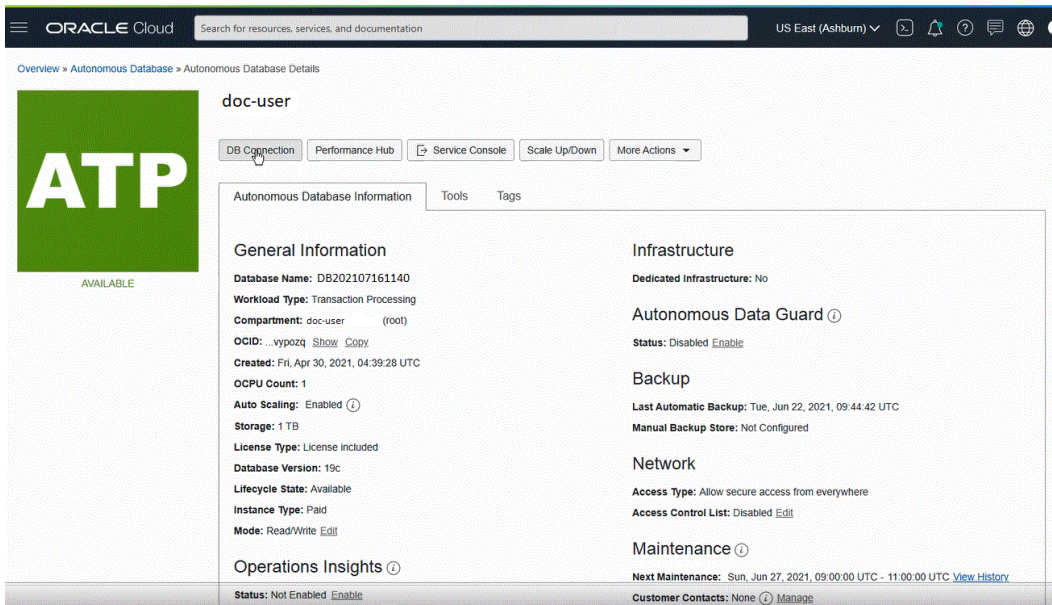 ORACLE Cloud
Search for resources, services, and documentation
US East (Ashburn)
Overview » Autonomous Database » Autonomous Database Details
ATP
AVAILABLE
doc-user
DB Connection
Performance Hub
Service Console
Scale Up/Down
More Actions
Autonomous Database Information
Tools
Tags
General Information
Database Name: DB202107161140
Workload Type: Transaction Processing
Compartment: doc-user (root)
OCID: ...vypozq Show Copy
Created: Fri, Apr 30, 2021, 04:39:28 UTC
OCPU Count: 1
Auto Scaling: Enabled
Storage: 1 TB
License Type: License included
Database Version: 19c
Lifecycle State: Available
Instance Type: Paid
Mode: Read/Write Edit
Operations Insights
Status: Not Enabled Enable
Infrastructure
Dedicated Infrastructure: No
Autonomous Data Guard
Status: Disabled Enable
Backup
Last Automatic Backup: Tue, Jun 22, 2021, 09:44:42 UTC
Manual Backup Store: Not Configured
Network
Access Type: Allow secure access from everywhere
Access Control List: Disabled Edit
Maintenance
Next Maintenance: Sun, Jun 27, 2021, 09:00:00 UTC - 11:00:00 UTC View History
Customer Contacts: None Manage